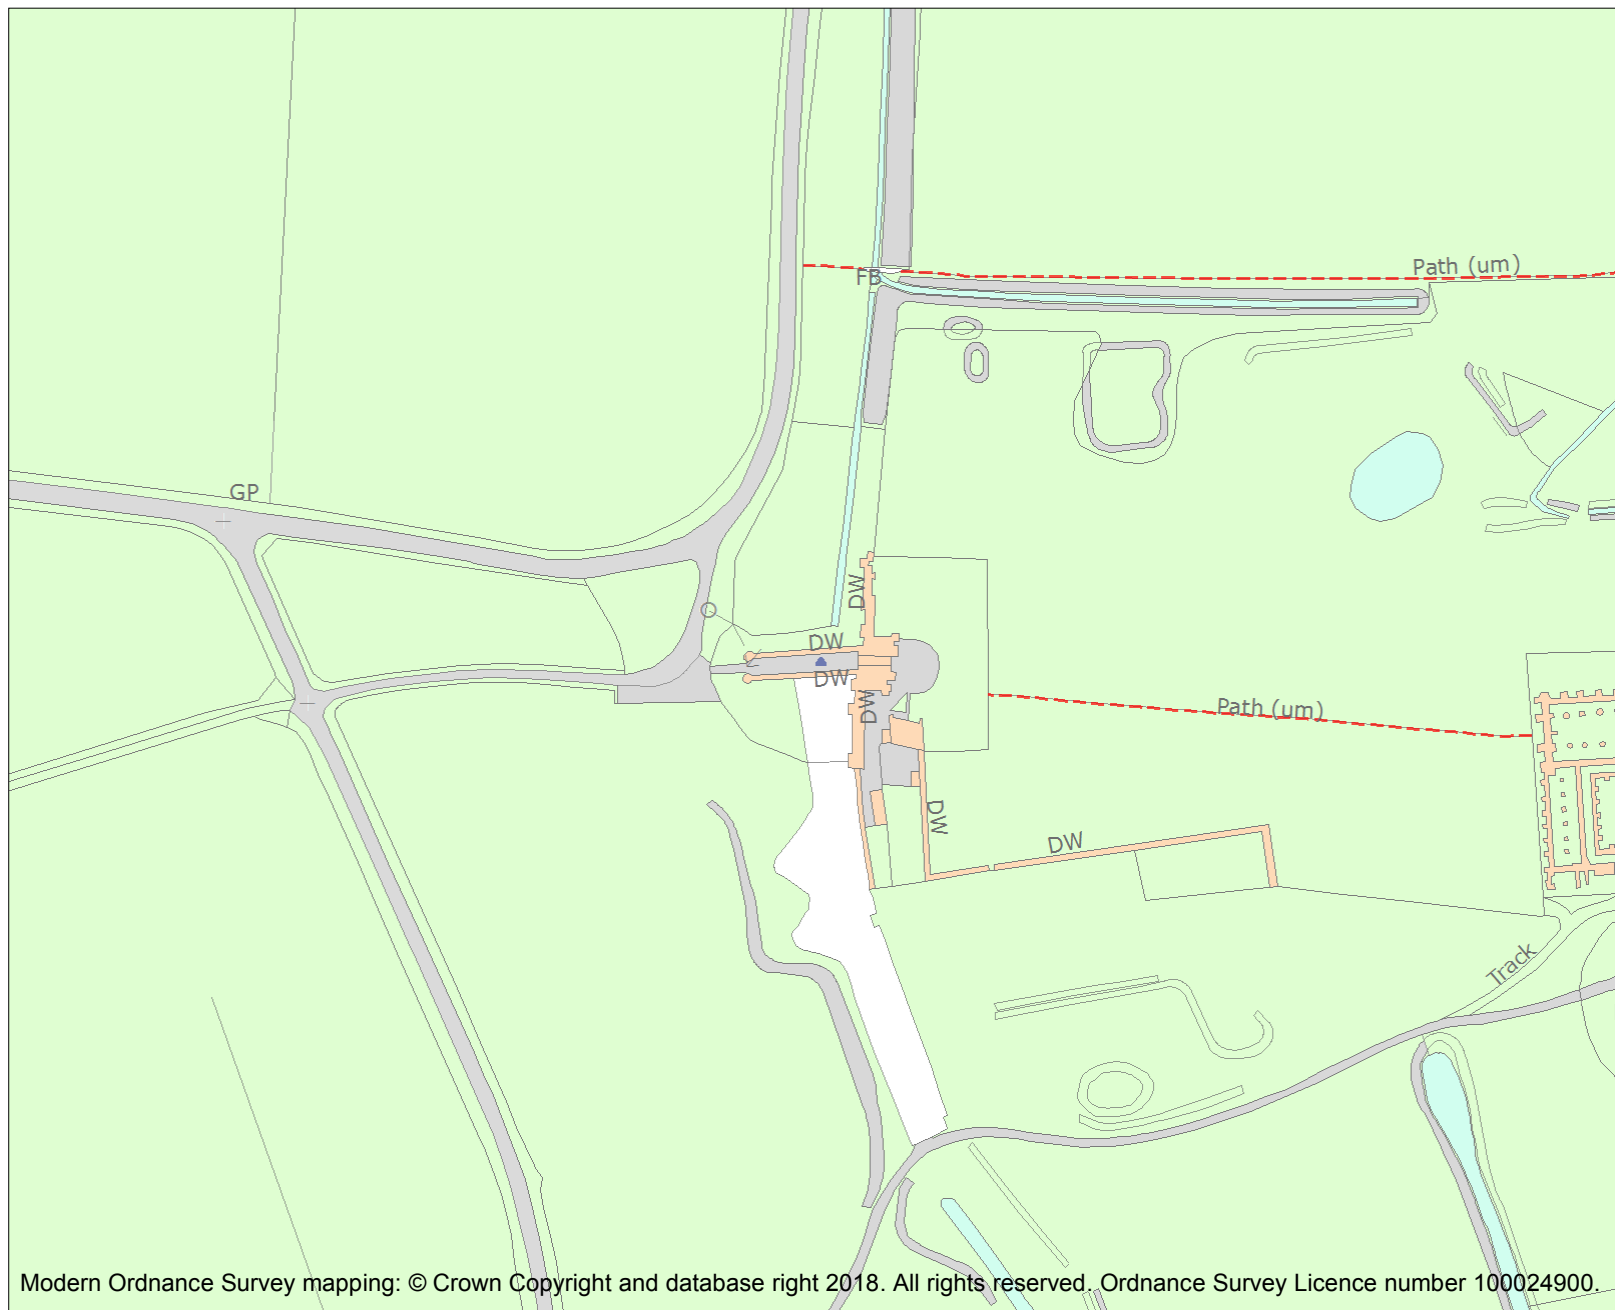 Path (um)
FB
GP
DW
DW
DW
DW
Path (um)
DW
DW
Track
Modern Ordnance Survey mapping: © Crown Copyright and database right 2018. All rights reserved. Ordnance Survey Licence number 100024900.